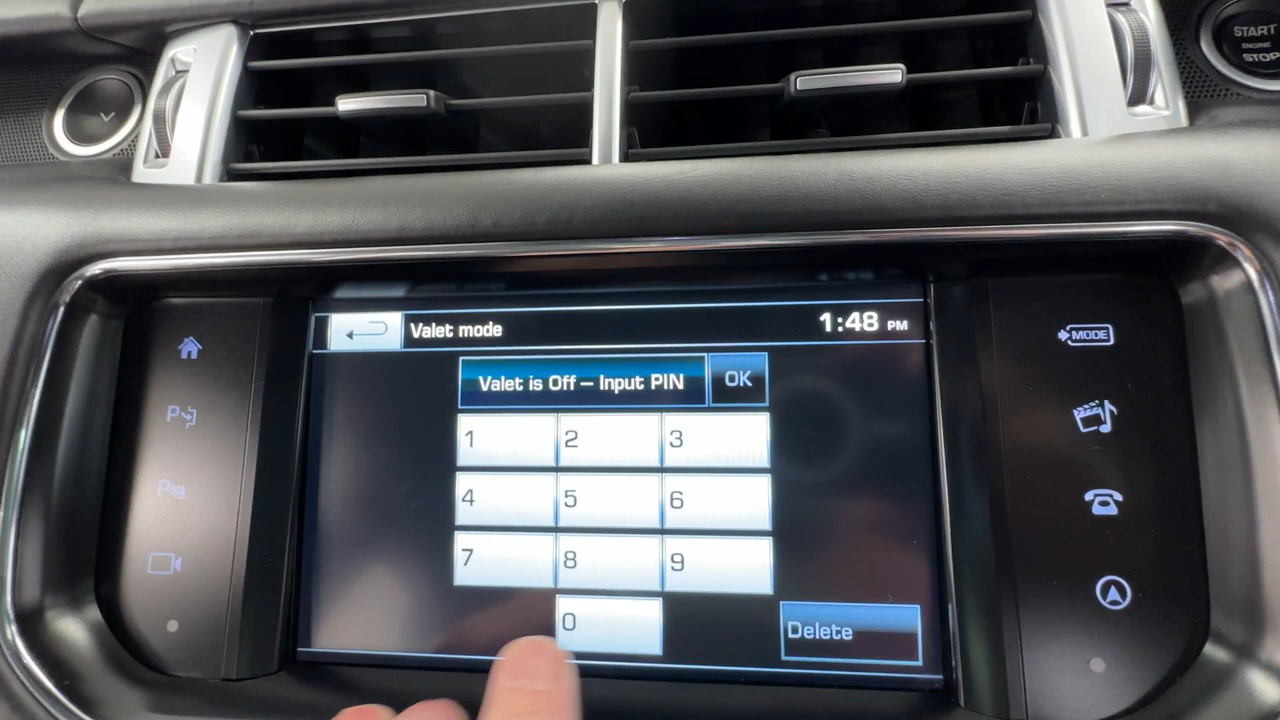 START
ENGINE
STOP
Valet mode
1:48 PM
Valet is Off – Input PIN
OK
1 2 3
4 5 6
7 8 9
0
Delete
MODE
P
P